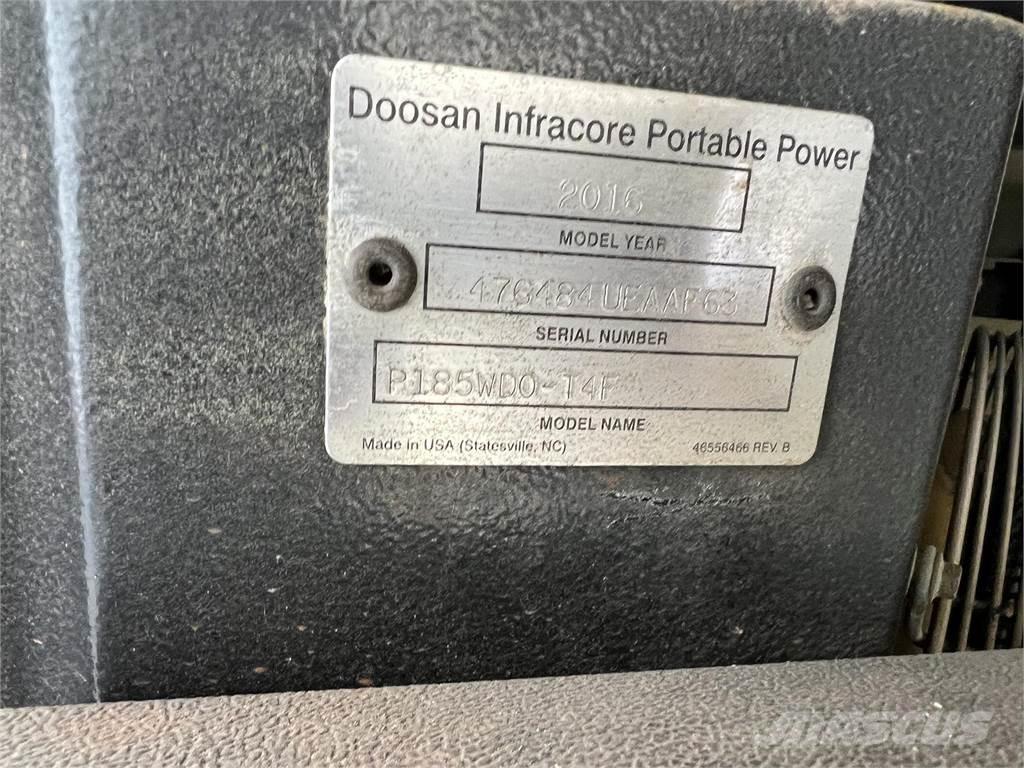 Doosan Infracore Portable Power
2016
MODEL YEAR
SERIAL NUMBER
P185WDO-T4F
MODEL NAME
Made in USA (Statesville, NC)
46556466 REV. B
MASCUS